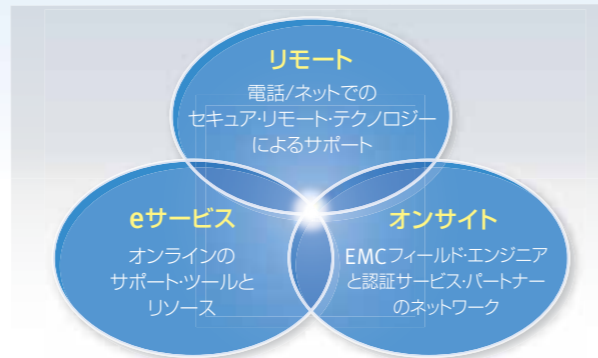 リモート
電話/ネットでの
セキュア・リモート・テクノロジー
によるサポート
eサービス
オンラインの
サポート・ツールと
リソース
オンサイト
EMCフィールド・エンジニア
と認証サービス・パートナー
のネットワーク